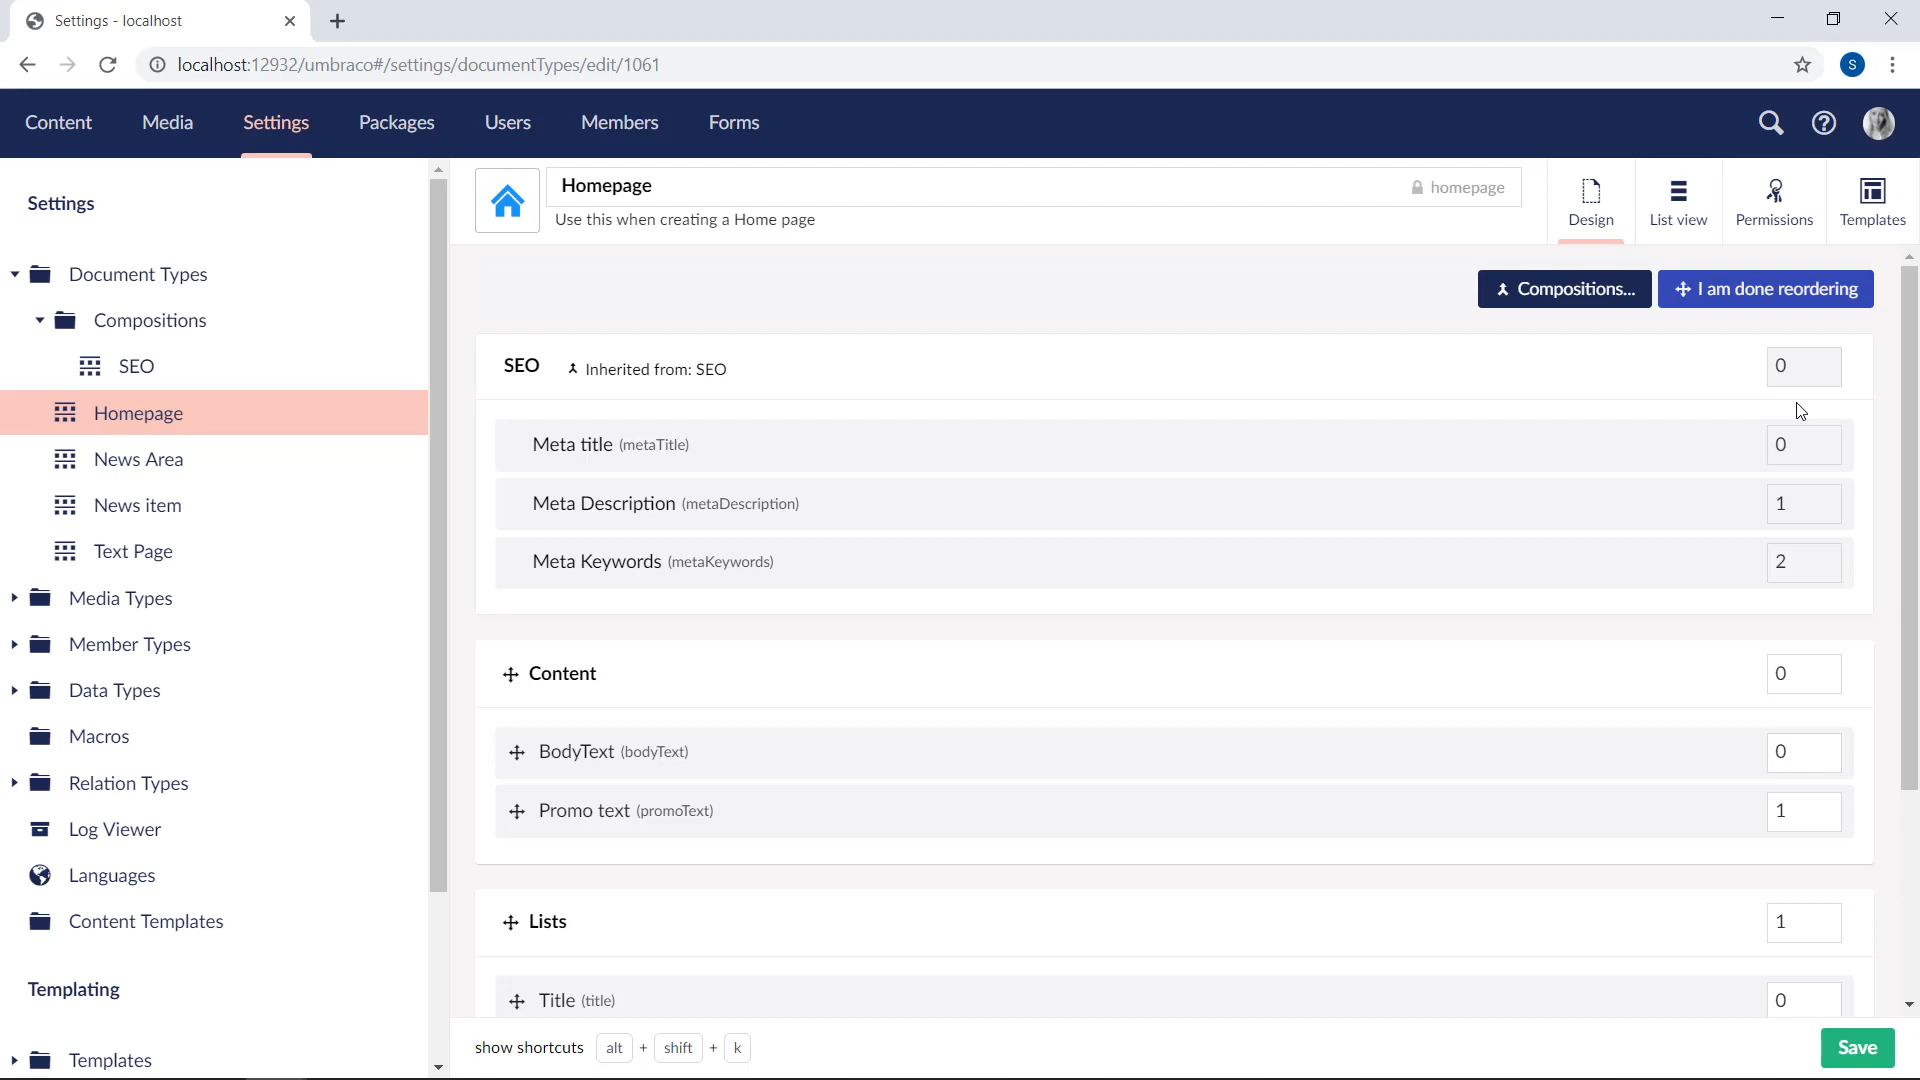 Settings - localhost
localhost:12932/umbraco#/settings/documentTypes/edit/1061
S
Content Media Settings Packages Users Members Forms
Settings
Document Types
Compositions
SEO
Homepage
News Area
News item
Text Page
Media Types
Member Types
Data Types
Macros
Relation Types
Log Viewer
Languages
Content Templates
Templating
Templates
Homepage homepage
Use this when creating a Home page
Design List view Permissions Templates
Compositions... I am done reordering
SEO Inherited from: SEO 0
Meta title (metaTitle) 0
Meta Description (metaDescription) 1
Meta Keywords (metaKeywords) 2
Content 0
BodyText (bodyText) 0
Promo text (promoText) 1
Lists 1
Title (title) 0
show shortcuts alt + shift + k
Save